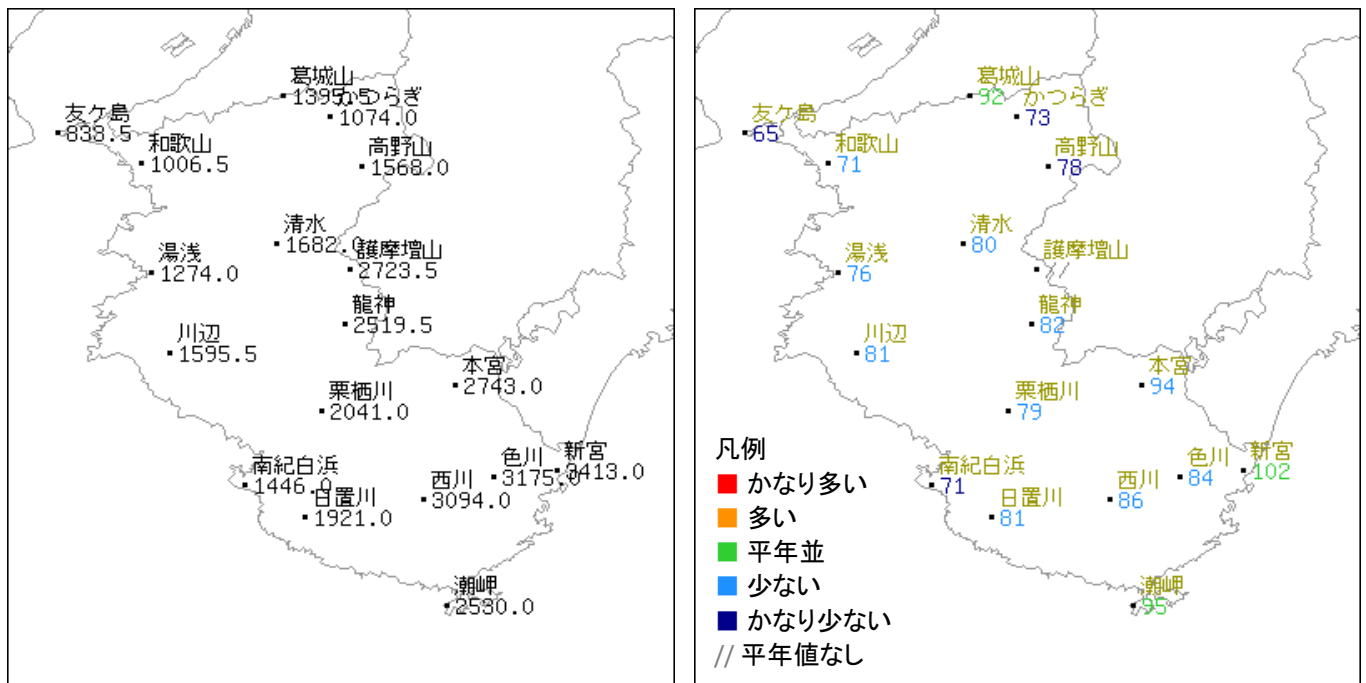 葛城山
1395.5
かつらぎ
1074.0
友ケ島
838.5
和歌山
1006.5
高野山
1568.0
清水
1682.0
護摩壇山
2723.5
湯浅
1274.0
龍神
2519.5
川辺
1595.5
本宮
2743.0
栗栖川
2041.0
新宮
3413.0
色川
3175.0
南紀白浜
1446.0
西川
3094.0
日置川
1921.0
潮岬
2530.0
葛城山
92
かつらぎ
73
友ケ島
65
和歌山
71
高野山
78
清水
80
護摩壇山
//
湯浅
76
龍神
82
川辺
81
本宮
94
栗栖川
79
新宮
102
色川
84
南紀白浜
71
西川
86
日置川
81
潮岬
95
凡例
かなり多い
多い
平年並
少ない
かなり少ない
// 平年値なし